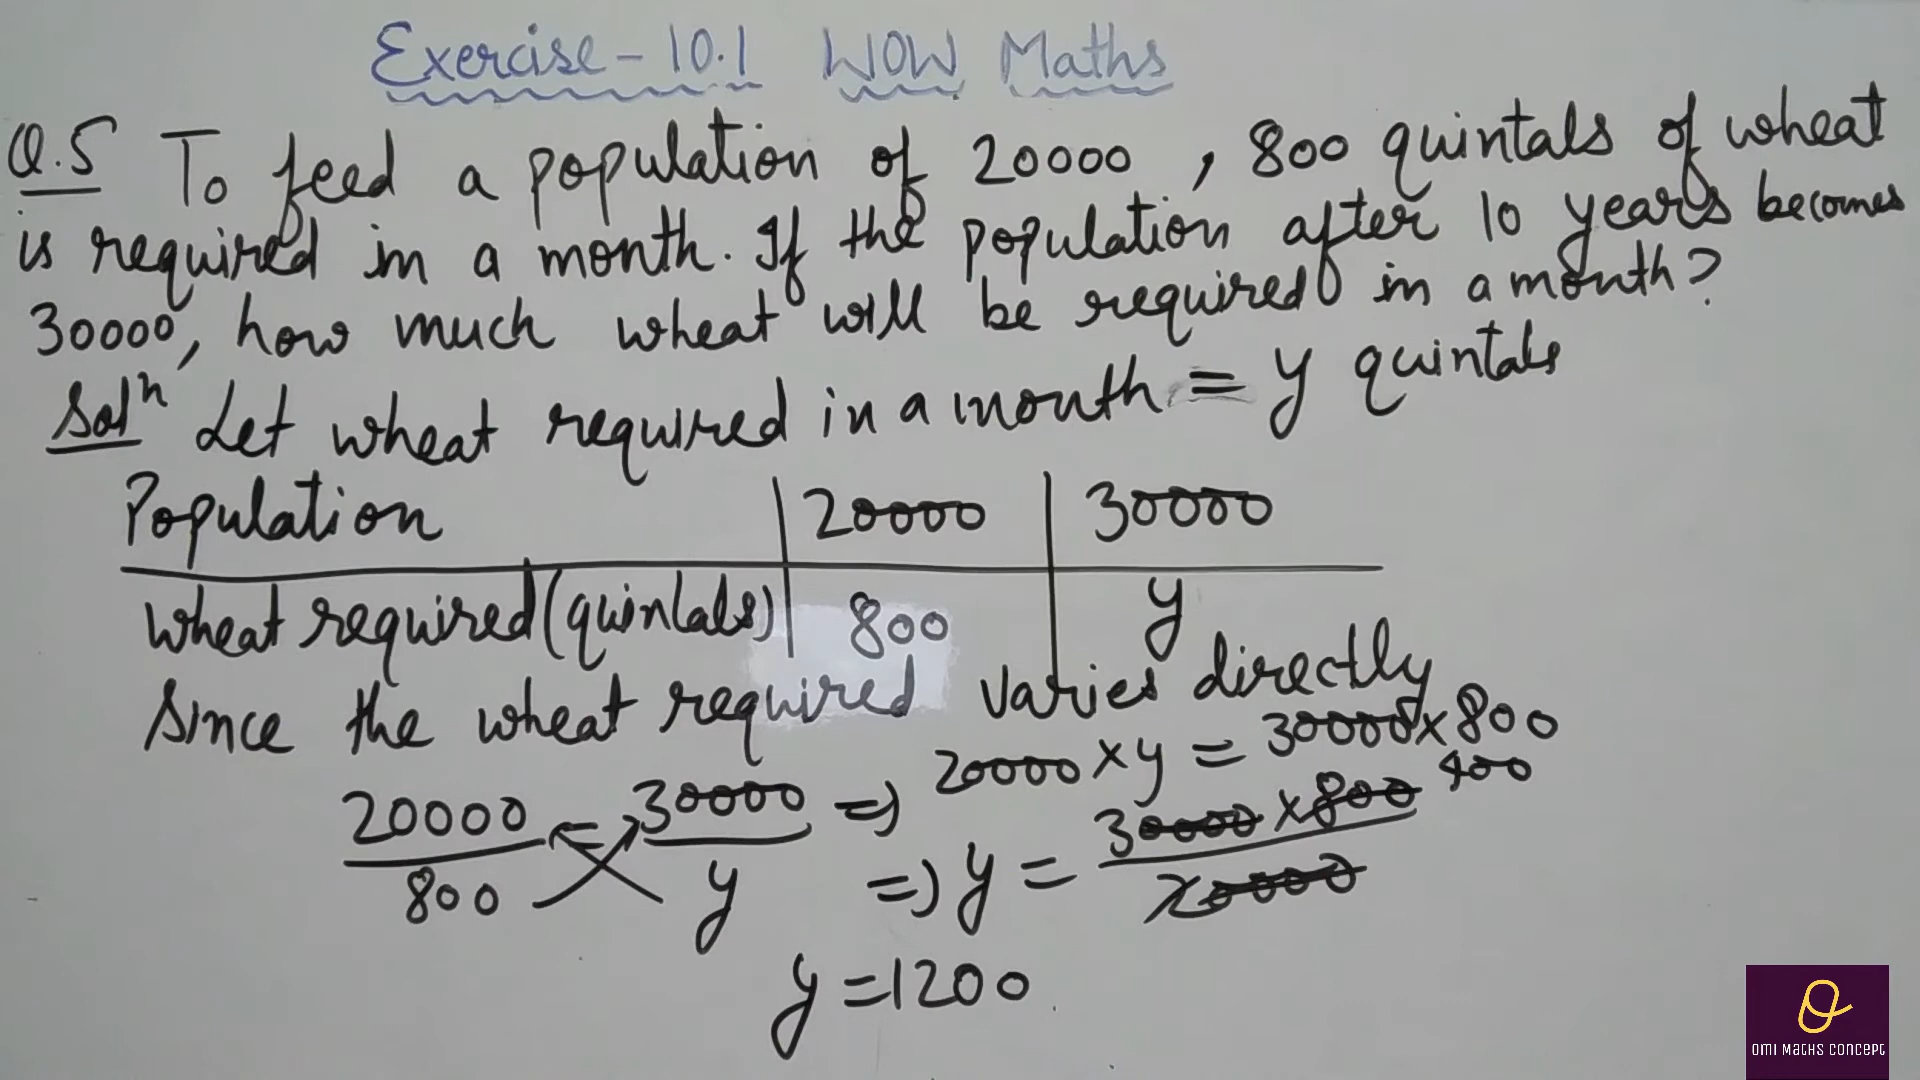 Exercise - 10.1 WOW Maths
Q.5 To feed a population of 20000, 800 quintals of wheat
is required in a month. If the population after 10 years becomes
30000, how much wheat will be required in a month?
Solⁿ Let wheat required in a month = y quintals
Population | 20000 | 30000
Wheat required (quintals) | 800 | y
Since the wheat required varies directly
20000/800 = 30000/y => 20000 x y = 30000 x 800
=> y = 30000 x 800 / 20000 400
y = 1200
OMI MATHS CONCEPT